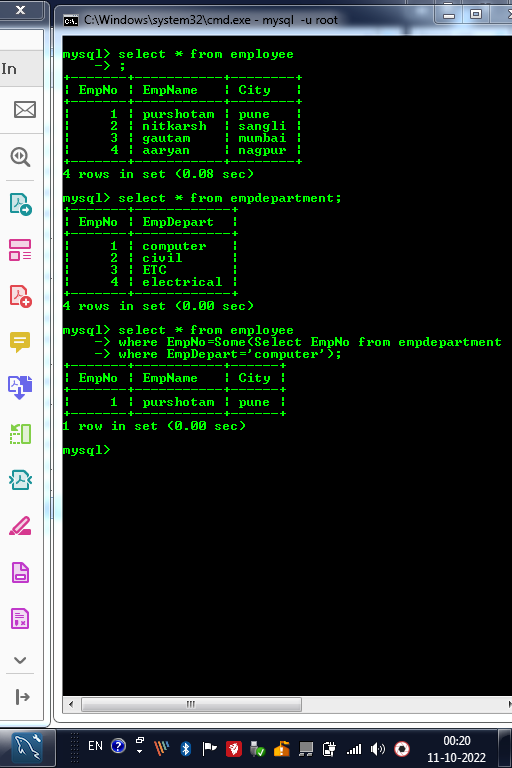 x
C:\Windows\system32\cmd.exe - mysql  -u root
In
mysql> select * from employee
    -> ;
+-------+-----------+--------+
| EmpNo | EmpName   | City   |
+-------+-----------+--------+
|     1 | purshotam | pune   |
|     2 | nitkarsh  | sangli |
|     3 | gautam    | mumbai |
|     4 | aaryan    | nagpur |
+-------+-----------+--------+
4 rows in set (0.08 sec)
mysql> select * from empdepartment;
+-------+------------+
| EmpNo | EmpDepart  |
+-------+------------+
|     1 | computer   |
|     2 | civil      |
|     3 | ETC        |
|     4 | electrical |
+-------+------------+
4 rows in set (0.00 sec)
mysql> select * from employee
    -> where EmpNo=Some(Select EmpNo from empdepartment
    -> where EmpDepart='computer');
+-------+-----------+------+
| EmpNo | EmpName   | City |
+-------+-----------+------+
|     1 | purshotam | pune |
+-------+-----------+------+
1 row in set (0.00 sec)
mysql>
EN
00:20
11-10-2022